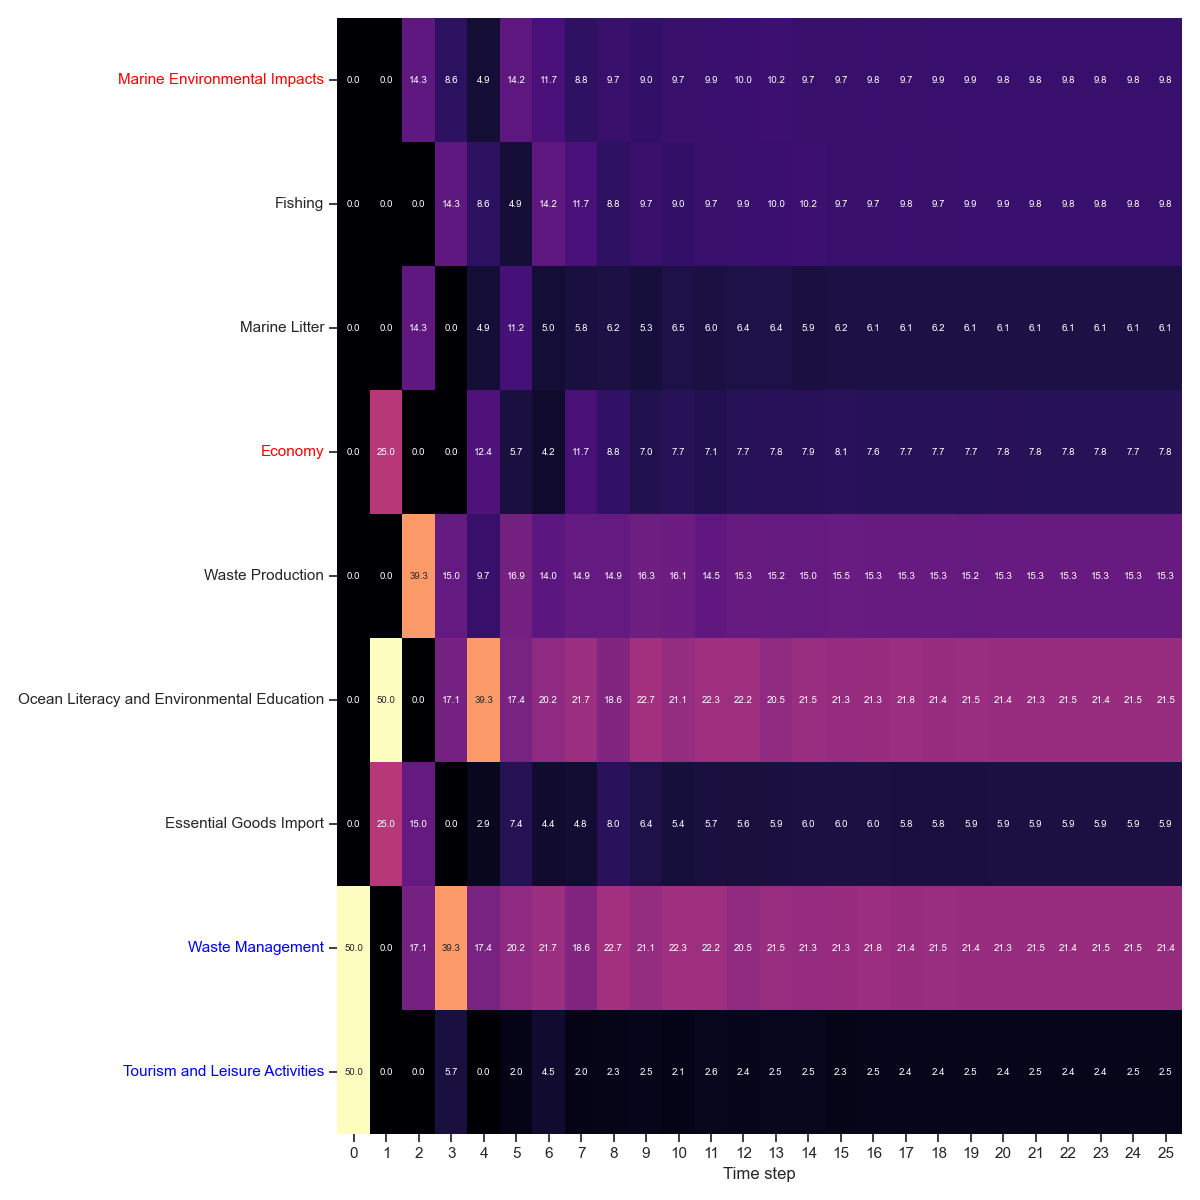 Marine Environmental Impacts 0.0 0.0 14.3 8.6 4.9 14.2 11.7 8.8 9.7 9.0 9.7 9.9 10.0 10.2 9.7 9.7 9.8 9.7 9.9 9.9 9.8 9.8 9.8 9.8 9.8 9.8
Fishing 0.0 0.0 0.0 14.3 8.6 4.9 14.2 11.7 8.8 9.7 9.0 9.7 9.9 10.0 10.2 9.7 9.7 9.8 9.7 9.9 9.9 9.8 9.8 9.8 9.8 9.8
Marine Litter 0.0 0.0 14.3 0.0 4.9 11.2 5.0 5.8 6.2 5.3 6.5 6.0 6.4 6.4 5.9 6.2 6.1 6.1 6.2 6.1 6.1 6.1 6.1 6.1 6.1 6.1
Economy 0.0 25.0 0.0 0.0 12.4 5.7 4.2 11.7 8.8 7.0 7.7 7.1 7.7 7.8 7.9 8.1 7.6 7.7 7.7 7.7 7.8 7.8 7.8 7.8 7.7 7.8
Waste Production 0.0 0.0 39.3 15.0 9.7 16.9 14.0 14.9 14.9 16.3 16.1 14.5 15.3 15.2 15.0 15.5 15.3 15.3 15.3 15.2 15.3 15.3 15.3 15.3 15.3 15.3
Ocean Literacy and Environmental Education 0.0 50.0 0.0 17.1 39.3 17.4 20.2 21.7 18.6 22.7 21.1 22.3 22.2 20.5 21.5 21.3 21.3 21.8 21.4 21.5 21.4 21.3 21.5 21.4 21.5 21.5
Essential Goods Import 0.0 25.0 15.0 0.0 2.9 7.4 4.4 4.8 8.0 6.4 5.4 5.7 5.6 5.9 6.0 6.0 6.0 5.8 5.8 5.9 5.9 5.9 5.9 5.9 5.9 5.9
Waste Management 50.0 0.0 17.1 39.3 17.4 20.2 21.7 18.6 22.7 21.1 22.3 22.2 20.5 21.5 21.3 21.3 21.8 21.4 21.5 21.4 21.3 21.5 21.4 21.5 21.5 21.4
Tourism and Leisure Activities 50.0 0.0 0.0 5.7 0.0 2.0 4.5 2.0 2.3 2.5 2.1 2.6 2.4 2.5 2.5 2.3 2.5 2.4 2.4 2.5 2.4 2.5 2.4 2.4 2.5 2.5
0 1 2 3 4 5 6 7 8 9 10 11 12 13 14 15 16 17 18 19 20 21 22 23 24 25
Time step